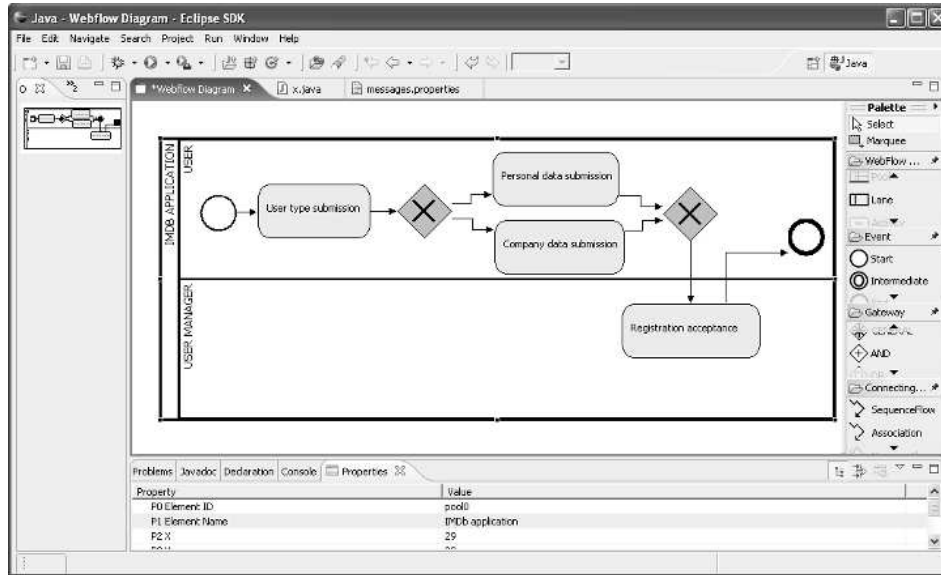 Java - Webflow Diagram - Eclipse SDK
File Edit Navigate Search Project Run Window Help
Java
*Webflow Diagram
x.java
messages.properties
Palette
Select
Marquee
WebFlow ...
Lane
Event
Start
Intermediate
Gateway
AND
Connecting...
SequenceFlow
Association
IMDB APPLICATION
USER
User type submission
Personal data submission
Company data submission
USER MANAGER
Registration acceptance
Problems Javadoc Declaration Console Properties
Property Value
P0 Element ID pool0
P1 Element Name IMDb application
P2 X 29